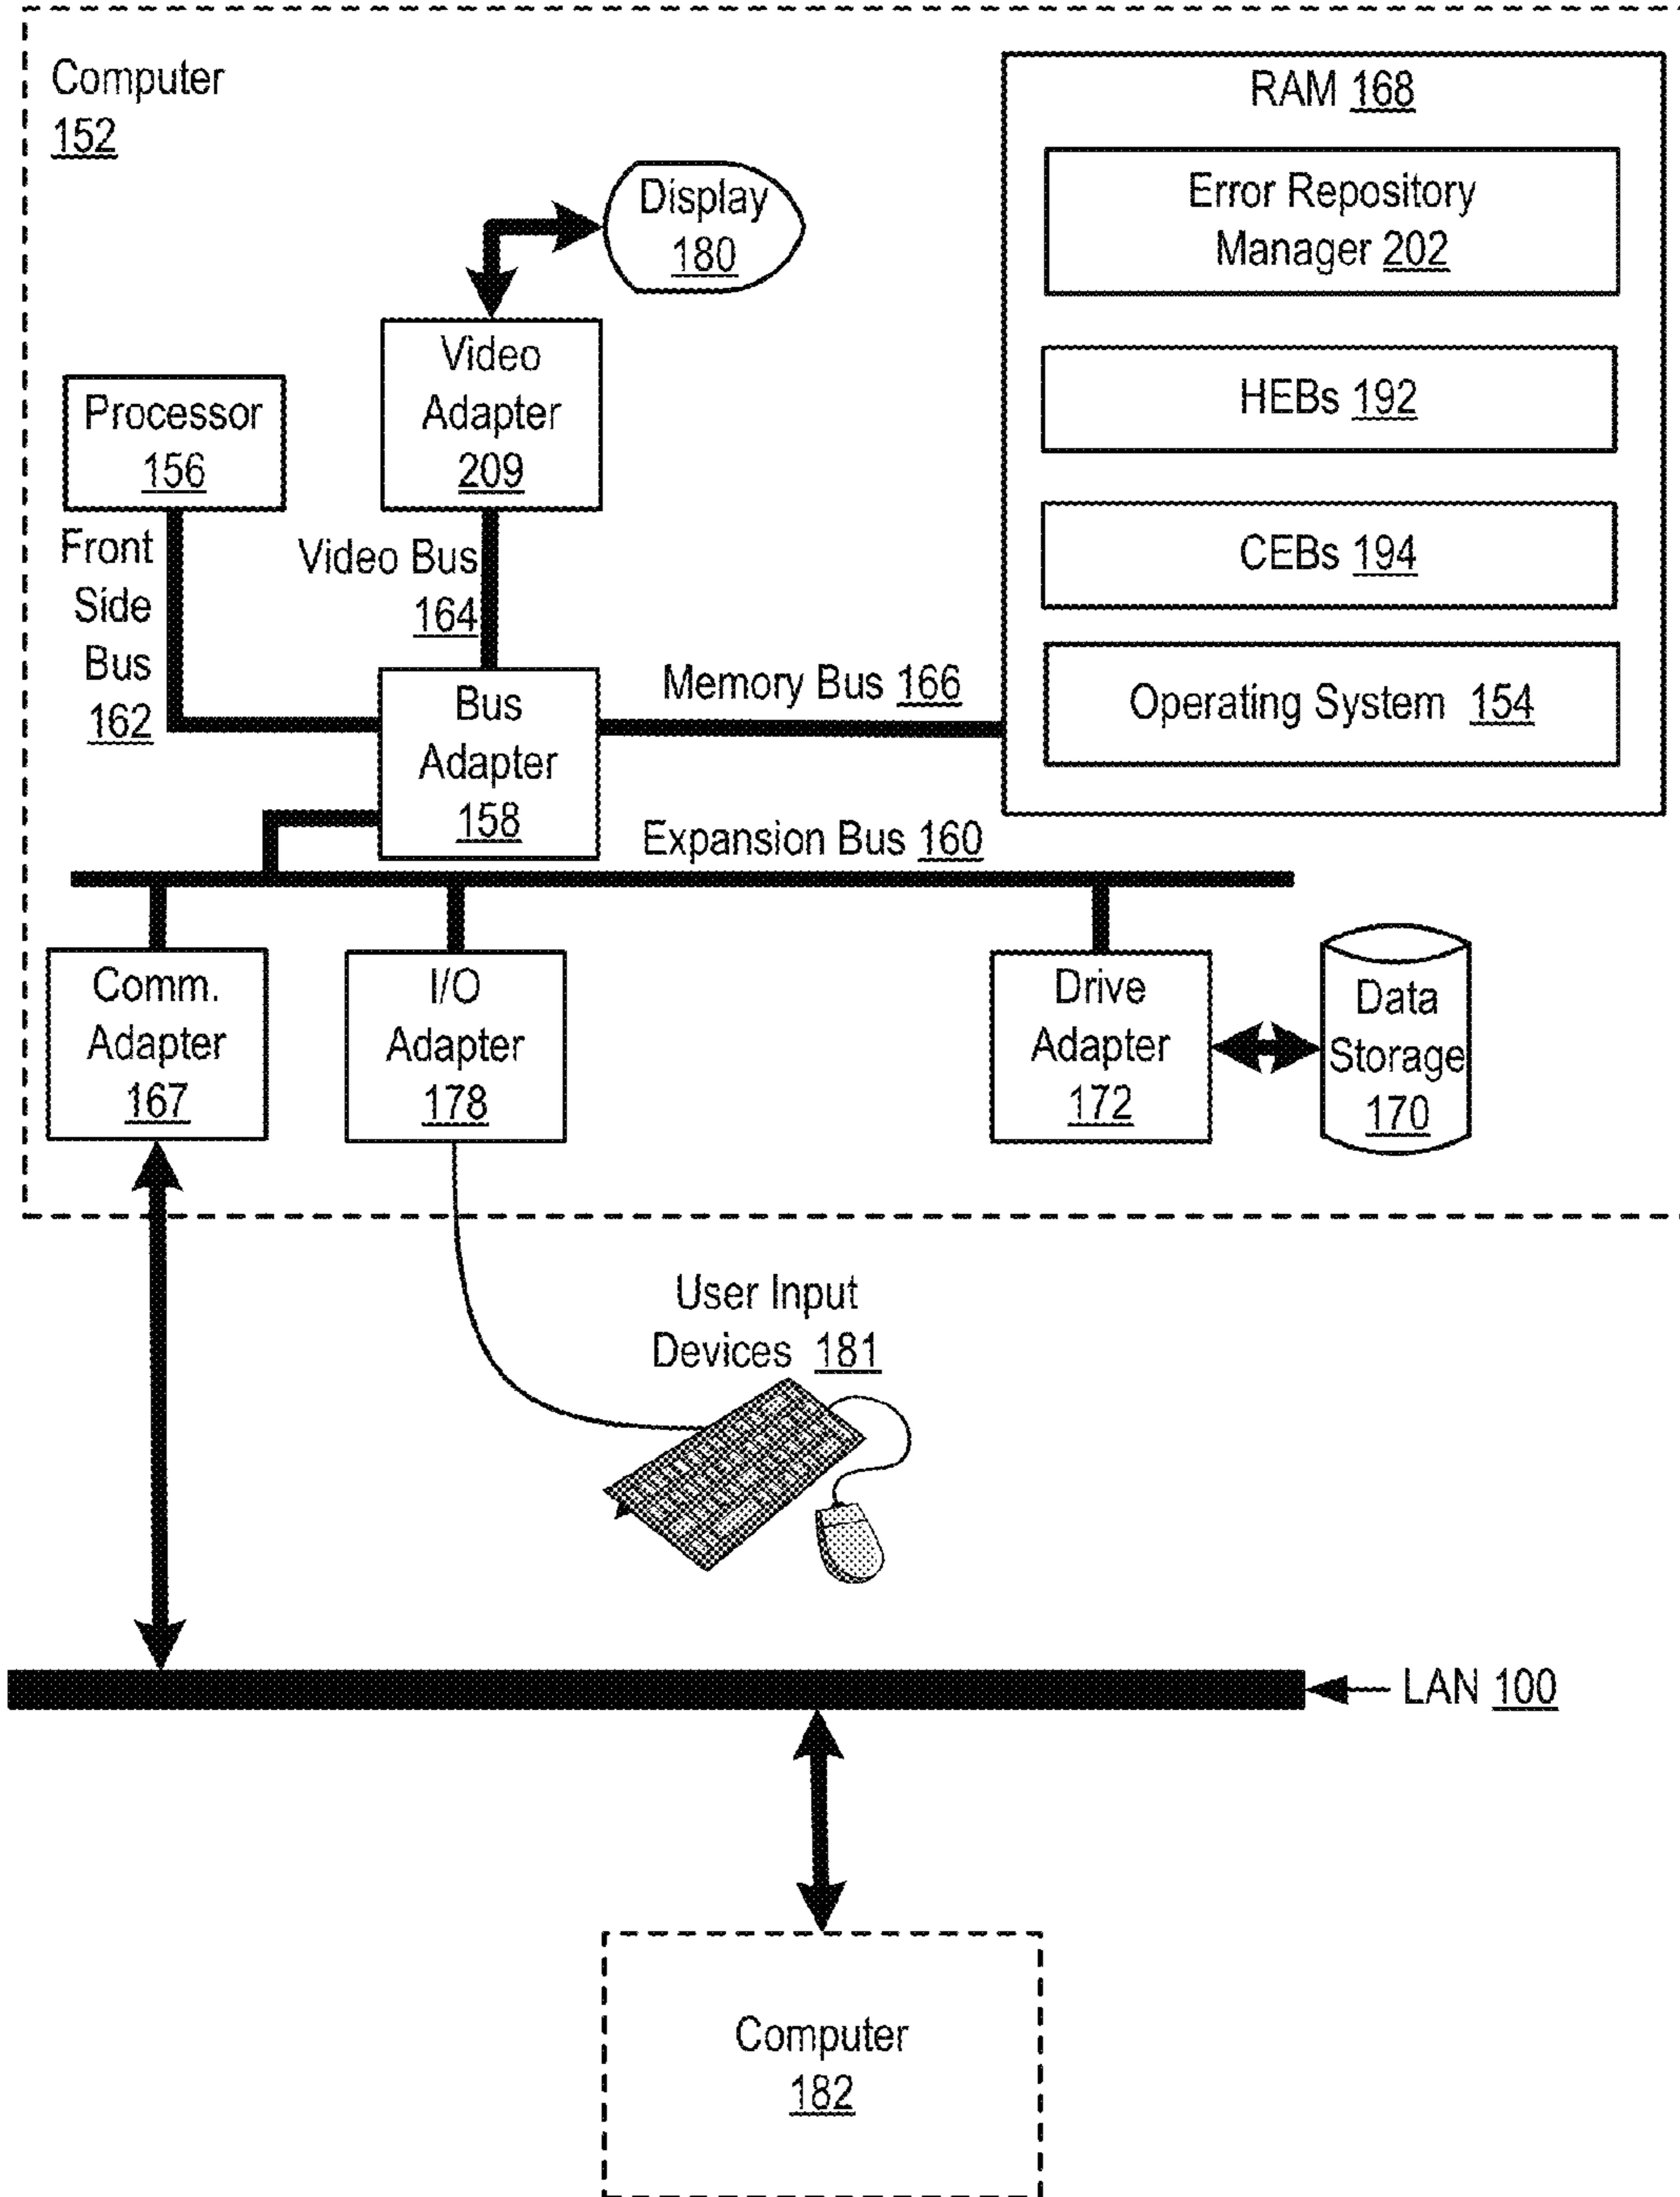 Computer
152
RAM 168
Error Repository
Manager 202
HEBs 192
CEBs 194
Operating System 154
Display
180
Video
Adapter
209
Processor
156
Front
Side
Bus
162
Video Bus
164
Bus
Adapter
158
Memory Bus 166
Expansion Bus 160
Comm.
Adapter
167
I/O
Adapter
178
Drive
Adapter
172
Data
Storage
170
User Input
Devices 181
LAN 100
Computer
182